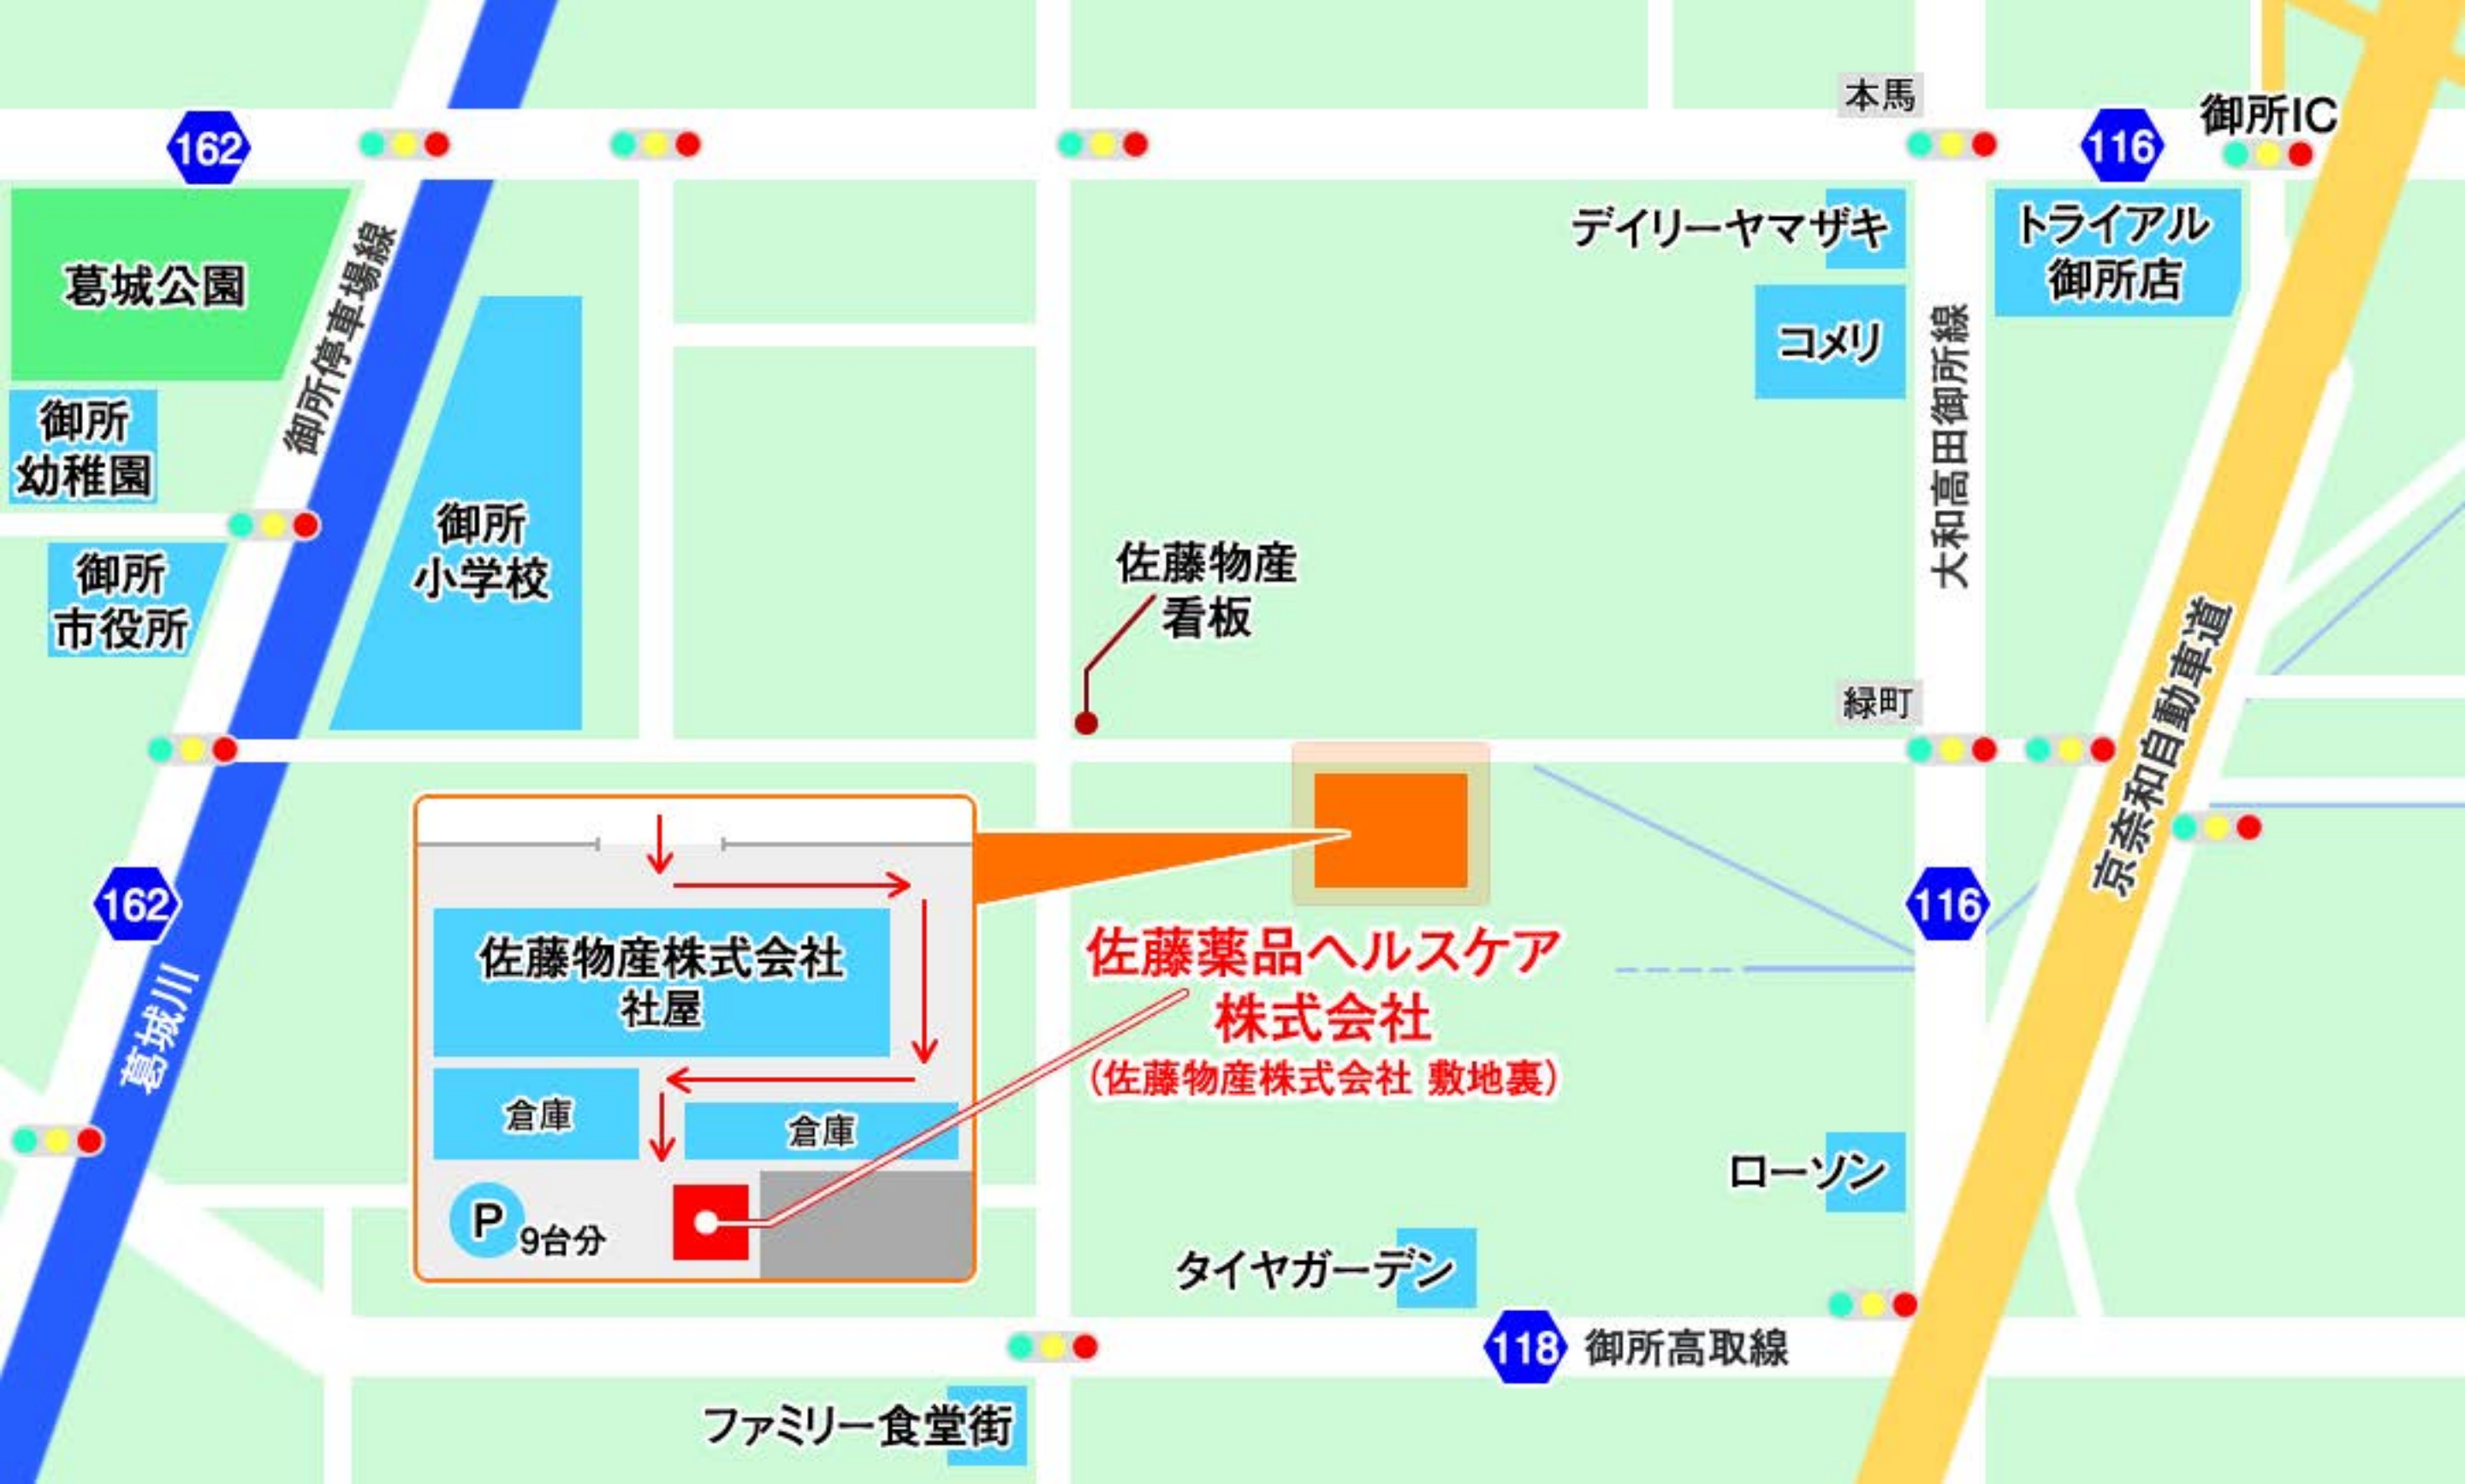 本馬
御所IC
162
116
デイリーヤマザキ
トライアル
御所店
葛城公園
御所停車場線
コメリ
大和高田御所線
御所
幼稚園
御所
小学校
御所
市役所
佐藤物産
看板
緑町
京奈和自動車道
162
116
佐藤物産株式会社
社屋
倉庫
倉庫
P
9台分
佐藤薬品ヘルスケア
株式会社
(佐藤物産株式会社 敷地裏)
葛城川
ローソン
タイヤガーデン
118
御所高取線
ファミリー食堂街